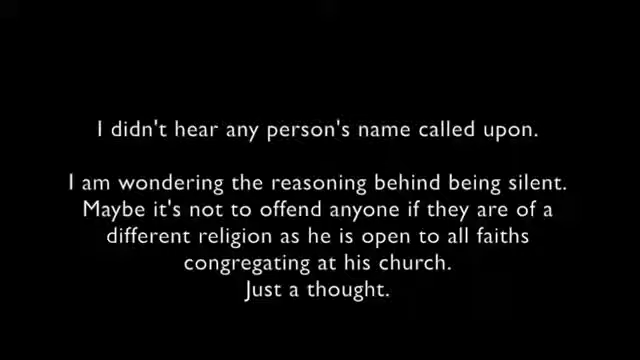 I didn't hear any person's name called upon.
I am wondering the reasoning behind being silent.
Maybe it's not to offend anyone if they are of a
different religion as he is open to all faiths
congregating at his church.
Just a thought.